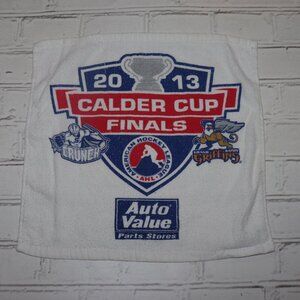 20 13
CALDER CUP
FINALS
CRUNCH
GRIFFINS
AMERICAN HOCKEY LEAGUE
AHL
Auto
Value
Parts Stores